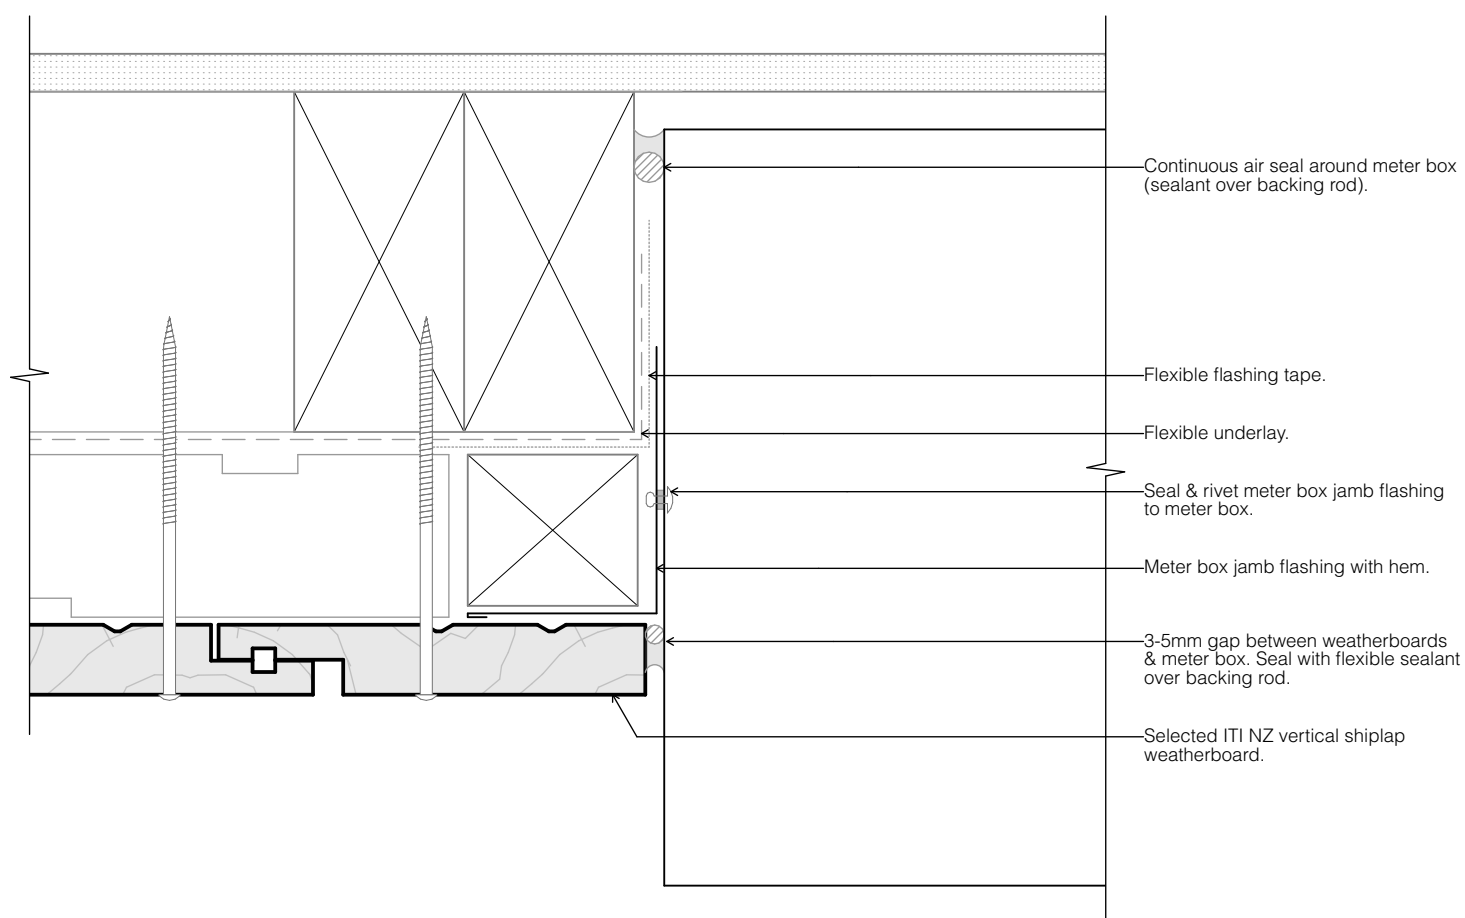 Continuous air seal around meter box
(sealant over backing rod).
Flexible flashing tape.
Flexible underlay.
Seal & rivet meter box jamb flashing
to meter box.
Meter box jamb flashing with hem.
3-5mm gap between weatherboards
& meter box. Seal with flexible sealant
over backing rod.
Selected ITI NZ vertical shiplap
weatherboard.